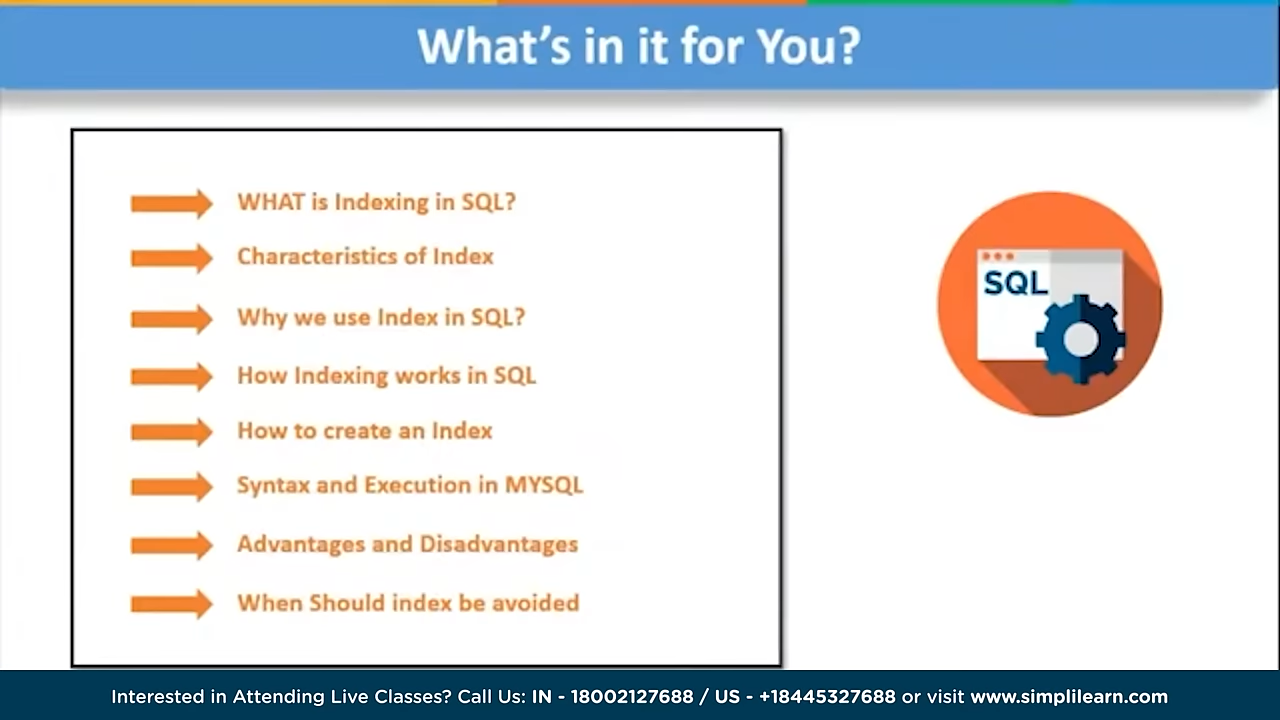 What's in it for You?
WHAT is Indexing in SQL?
Characteristics of Index
Why we use Index in SQL?
How Indexing works in SQL
How to create an Index
Syntax and Execution in MYSQL
Advantages and Disadvantages
When Should index be avoided
SQL
Interested in Attending Live Classes? Call Us: IN - 18002127688 / US - +18445327688 or visit www.simplilearn.com